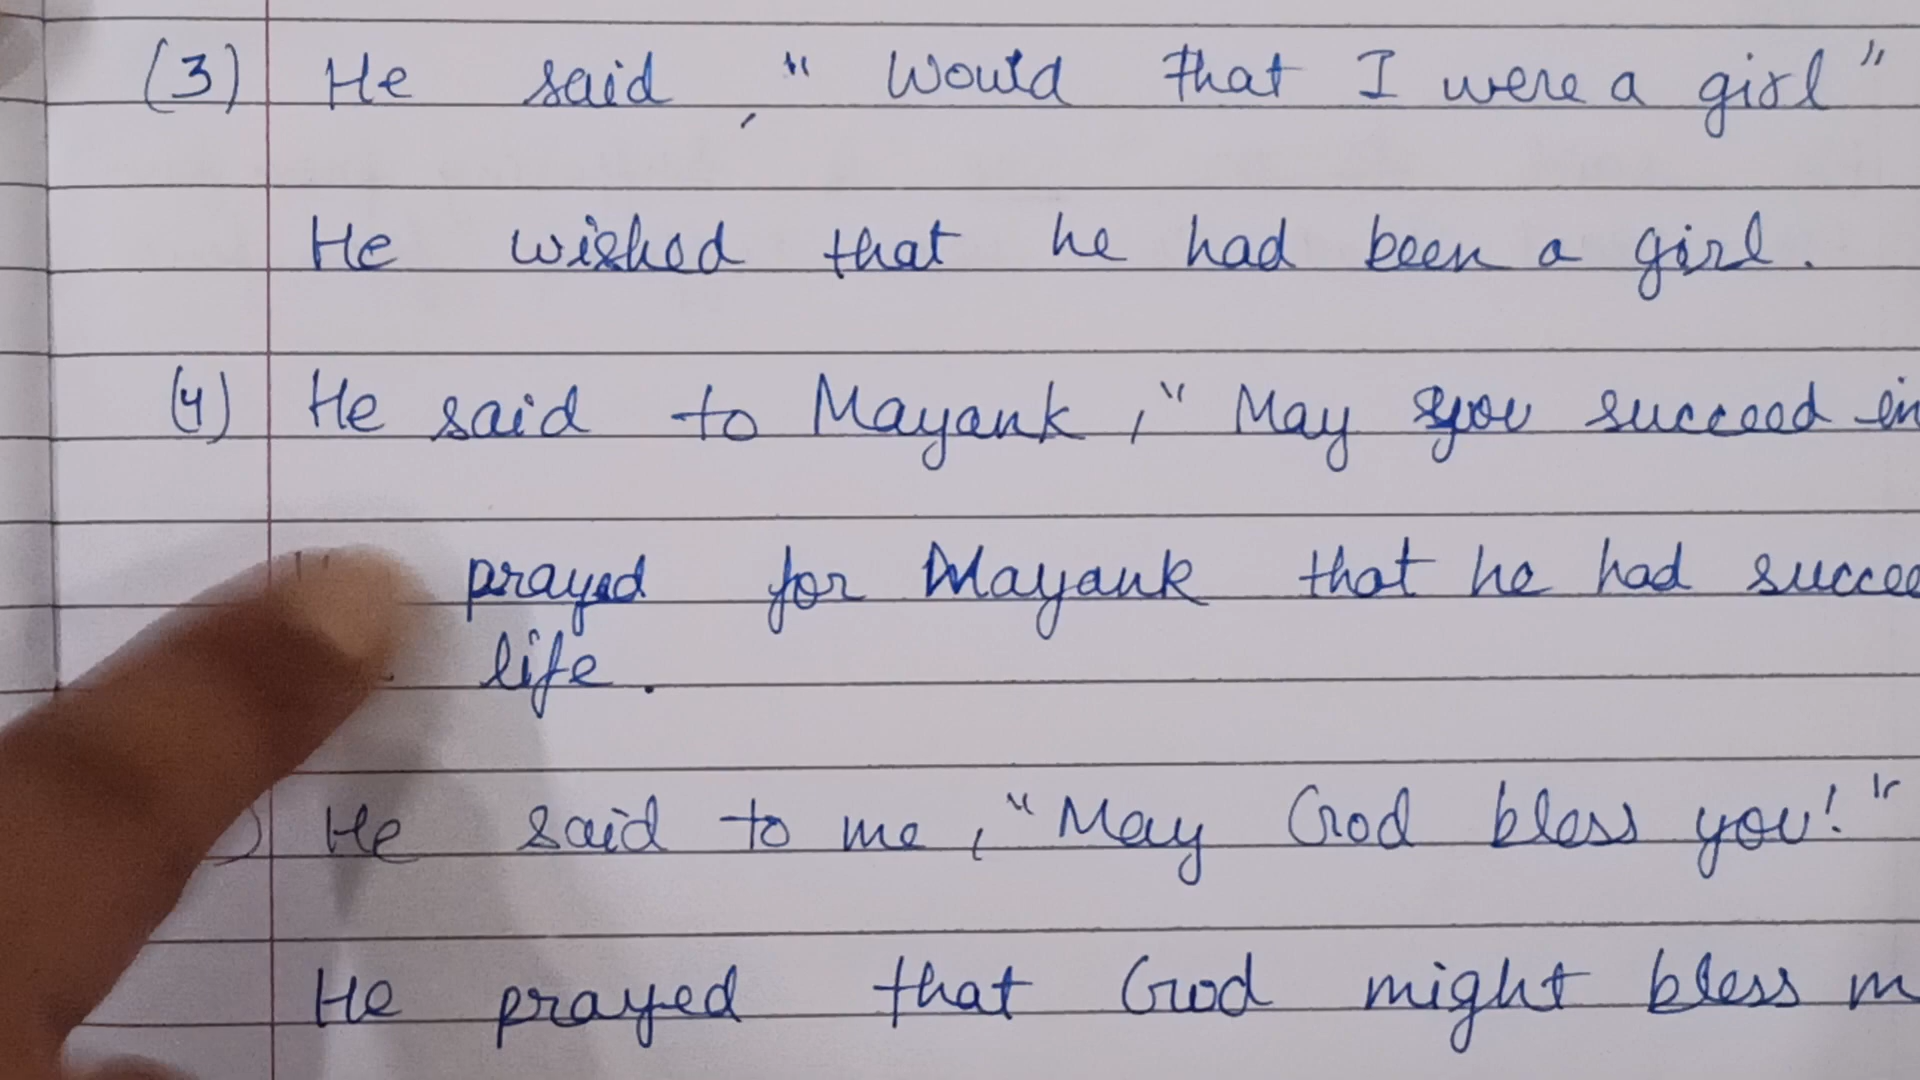 (3) He said, " Would that I were a girl "
He wished that he had been a girl.
(4) He said to Mayank, " May you succeed in
prayed for Mayank that he had succee
life.
) He said to me, " May God bless you! "
He prayed that God might bless m